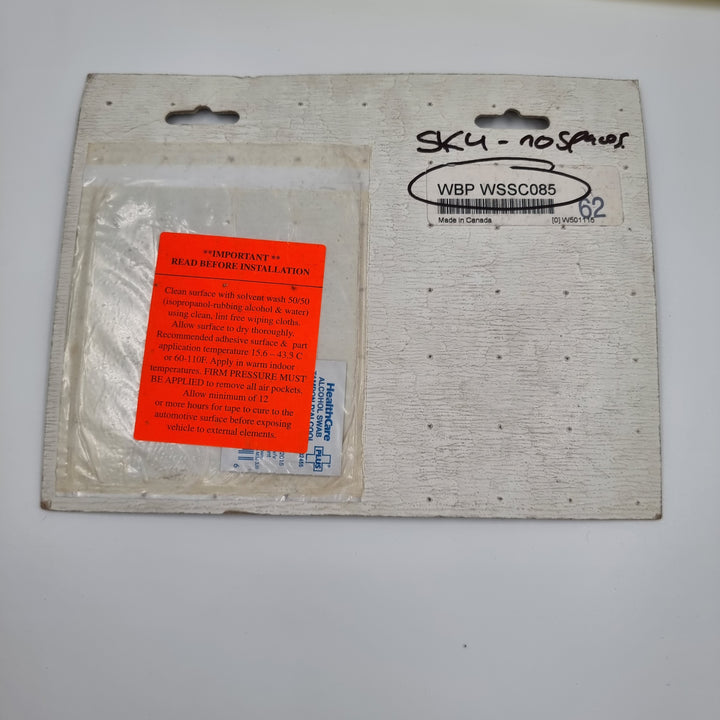 SKU - no spaces.
WBP WSSC085
62
Made in Canada
[0] W501115
**IMPORTANT **
READ BEFORE INSTALLATION
Clean surface with solvent wash 50/50
(isopropanol-rubbing alcohol & water)
using clean, lint free wiping cloths.
Allow surface to dry thoroughly.
Recommended adhesive surface & part
application temperature 15.6 – 43.3 C
or 60-110F. Apply in warm indoor
temperatures. FIRM PRESSURE MUST
BE APPLIED to remove all air pockets.
Allow minimum of 12
or more hours for tape to cure to the
automotive surface before exposing
vehicle to external elements.
HealthCare
PLUS
ALCOHOL SWAB